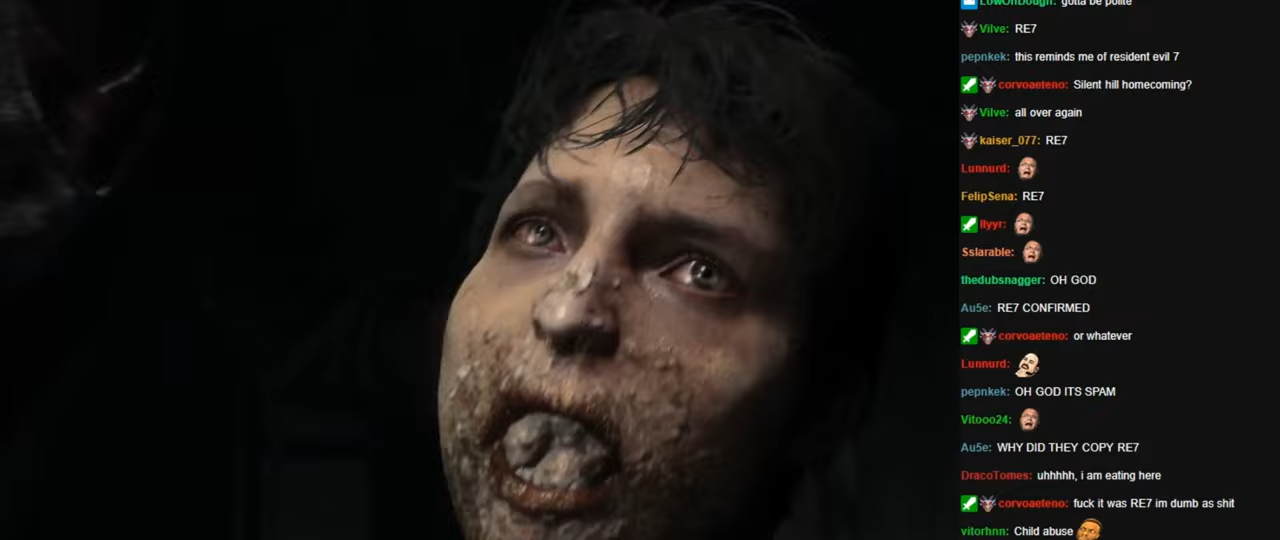 LowOnDough: gotta be polite
Vilve: RE7
pepnkek: this reminds me of resident evil 7
corvoaeteno: Silent hill homecoming?
Vilve: all over again
kaiser_077: RE7
Lunnurd:
FelipSena: RE7
llyyr:
Sslarable:
thedubsnagger: OH GOD
Au5e: RE7 CONFIRMED
corvoaeteno: or whatever
Lunnurd:
pepnkek: OH GOD ITS SPAM
Vitooo24:
Au5e: WHY DID THEY COPY RE7
DracoTomes: uhhhhh, i am eating here
corvoaeteno: fuck it was RE7 im dumb as shit
vitorhnn: Child abuse